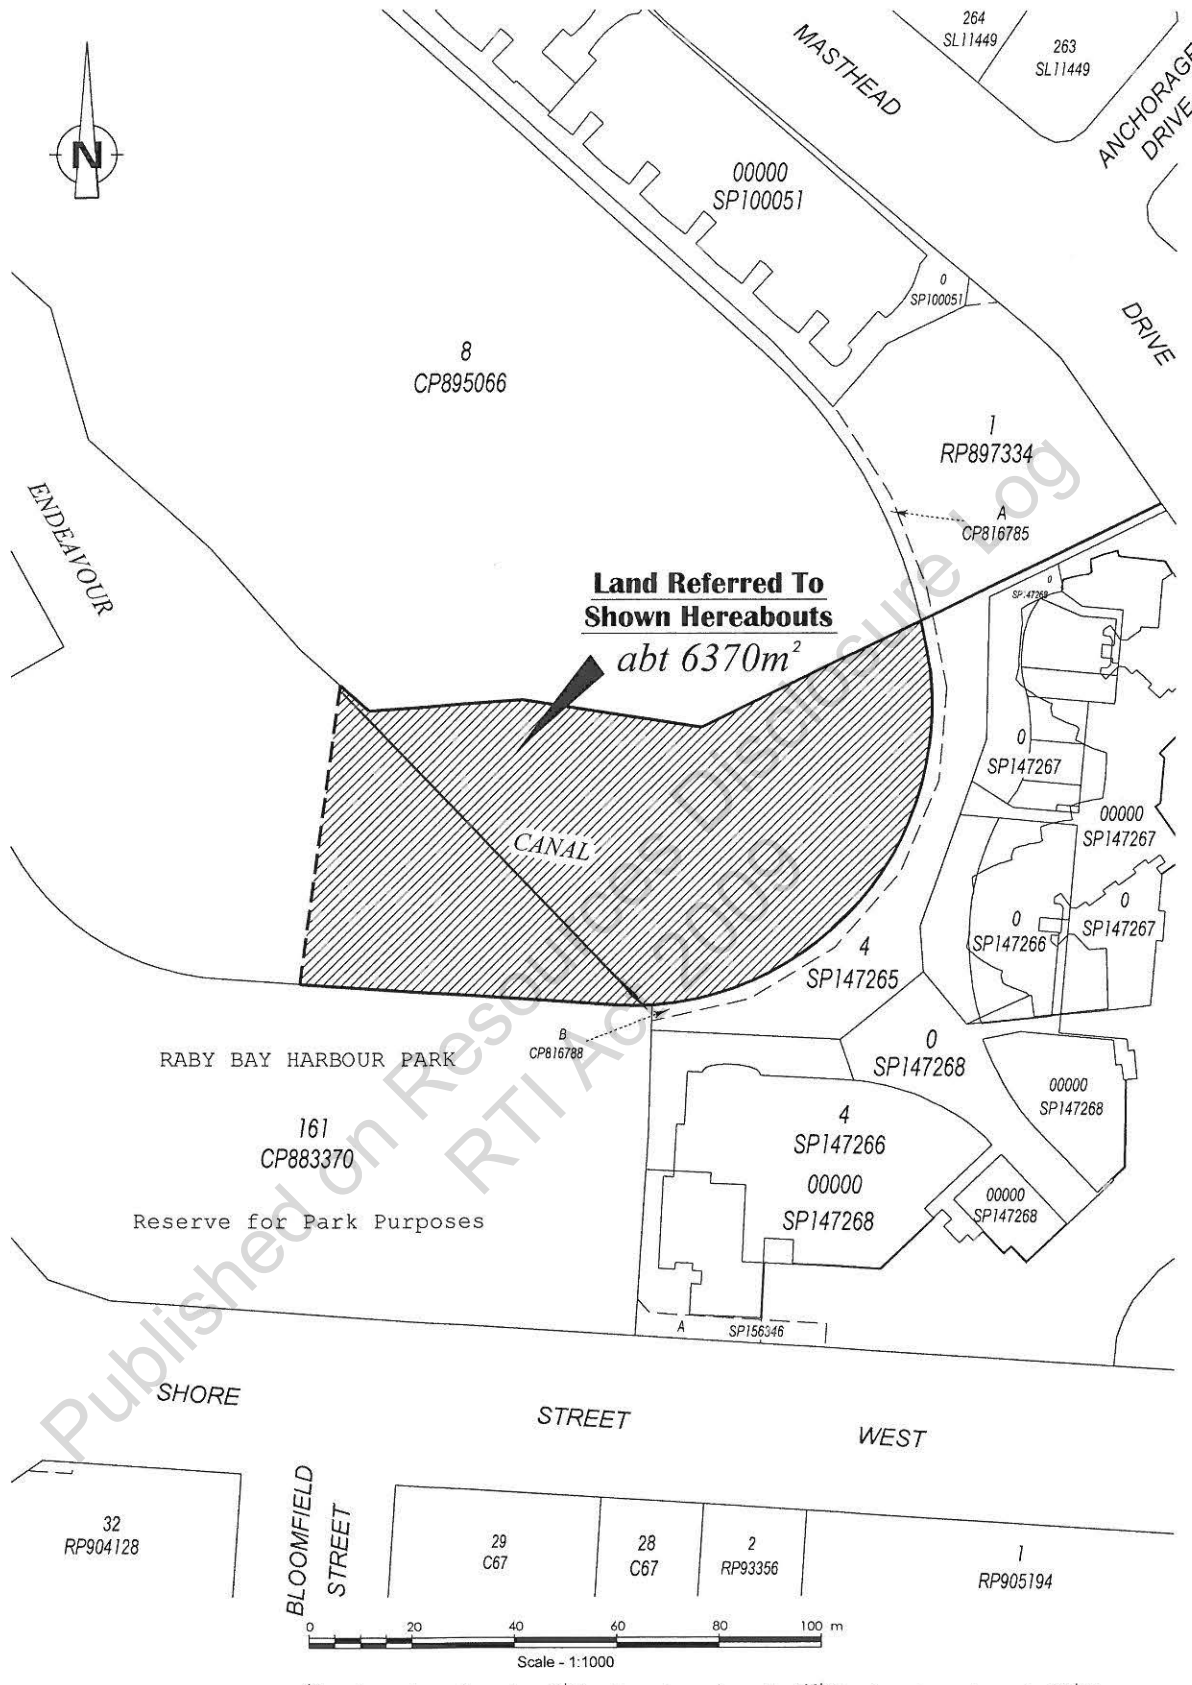 264
SL11449
263
SL11449
MASTHEAD
ANCHORAGE
DRIVE
N
00000
SP100051
0
SP100051
DRIVE
8
CP895066
1
RP897334
A
CP816785
ENDEAVOUR
Land Referred To
Shown Hereabouts
abt 6370m²
0
SP147268
0
SP147267
00000
SP147267
CANAL
0
SP147266
0
SP147267
4
SP147265
B
CP816788
RABY BAY HARBOUR PARK
0
SP147268
00000
SP147268
161
CP883370
4
SP147266
00000
SP147268
00000
SP147268
Reserve for Park Purposes
A
SP156346
SHORE
STREET
WEST
BLOOMFIELD
STREET
32
RP904128
29
C67
28
C67
2
RP93356
1
RP905194
0 20 40 60 80 100 m
Scale - 1:1000
Published on Resources Disclosure Log
RTI Act 2009